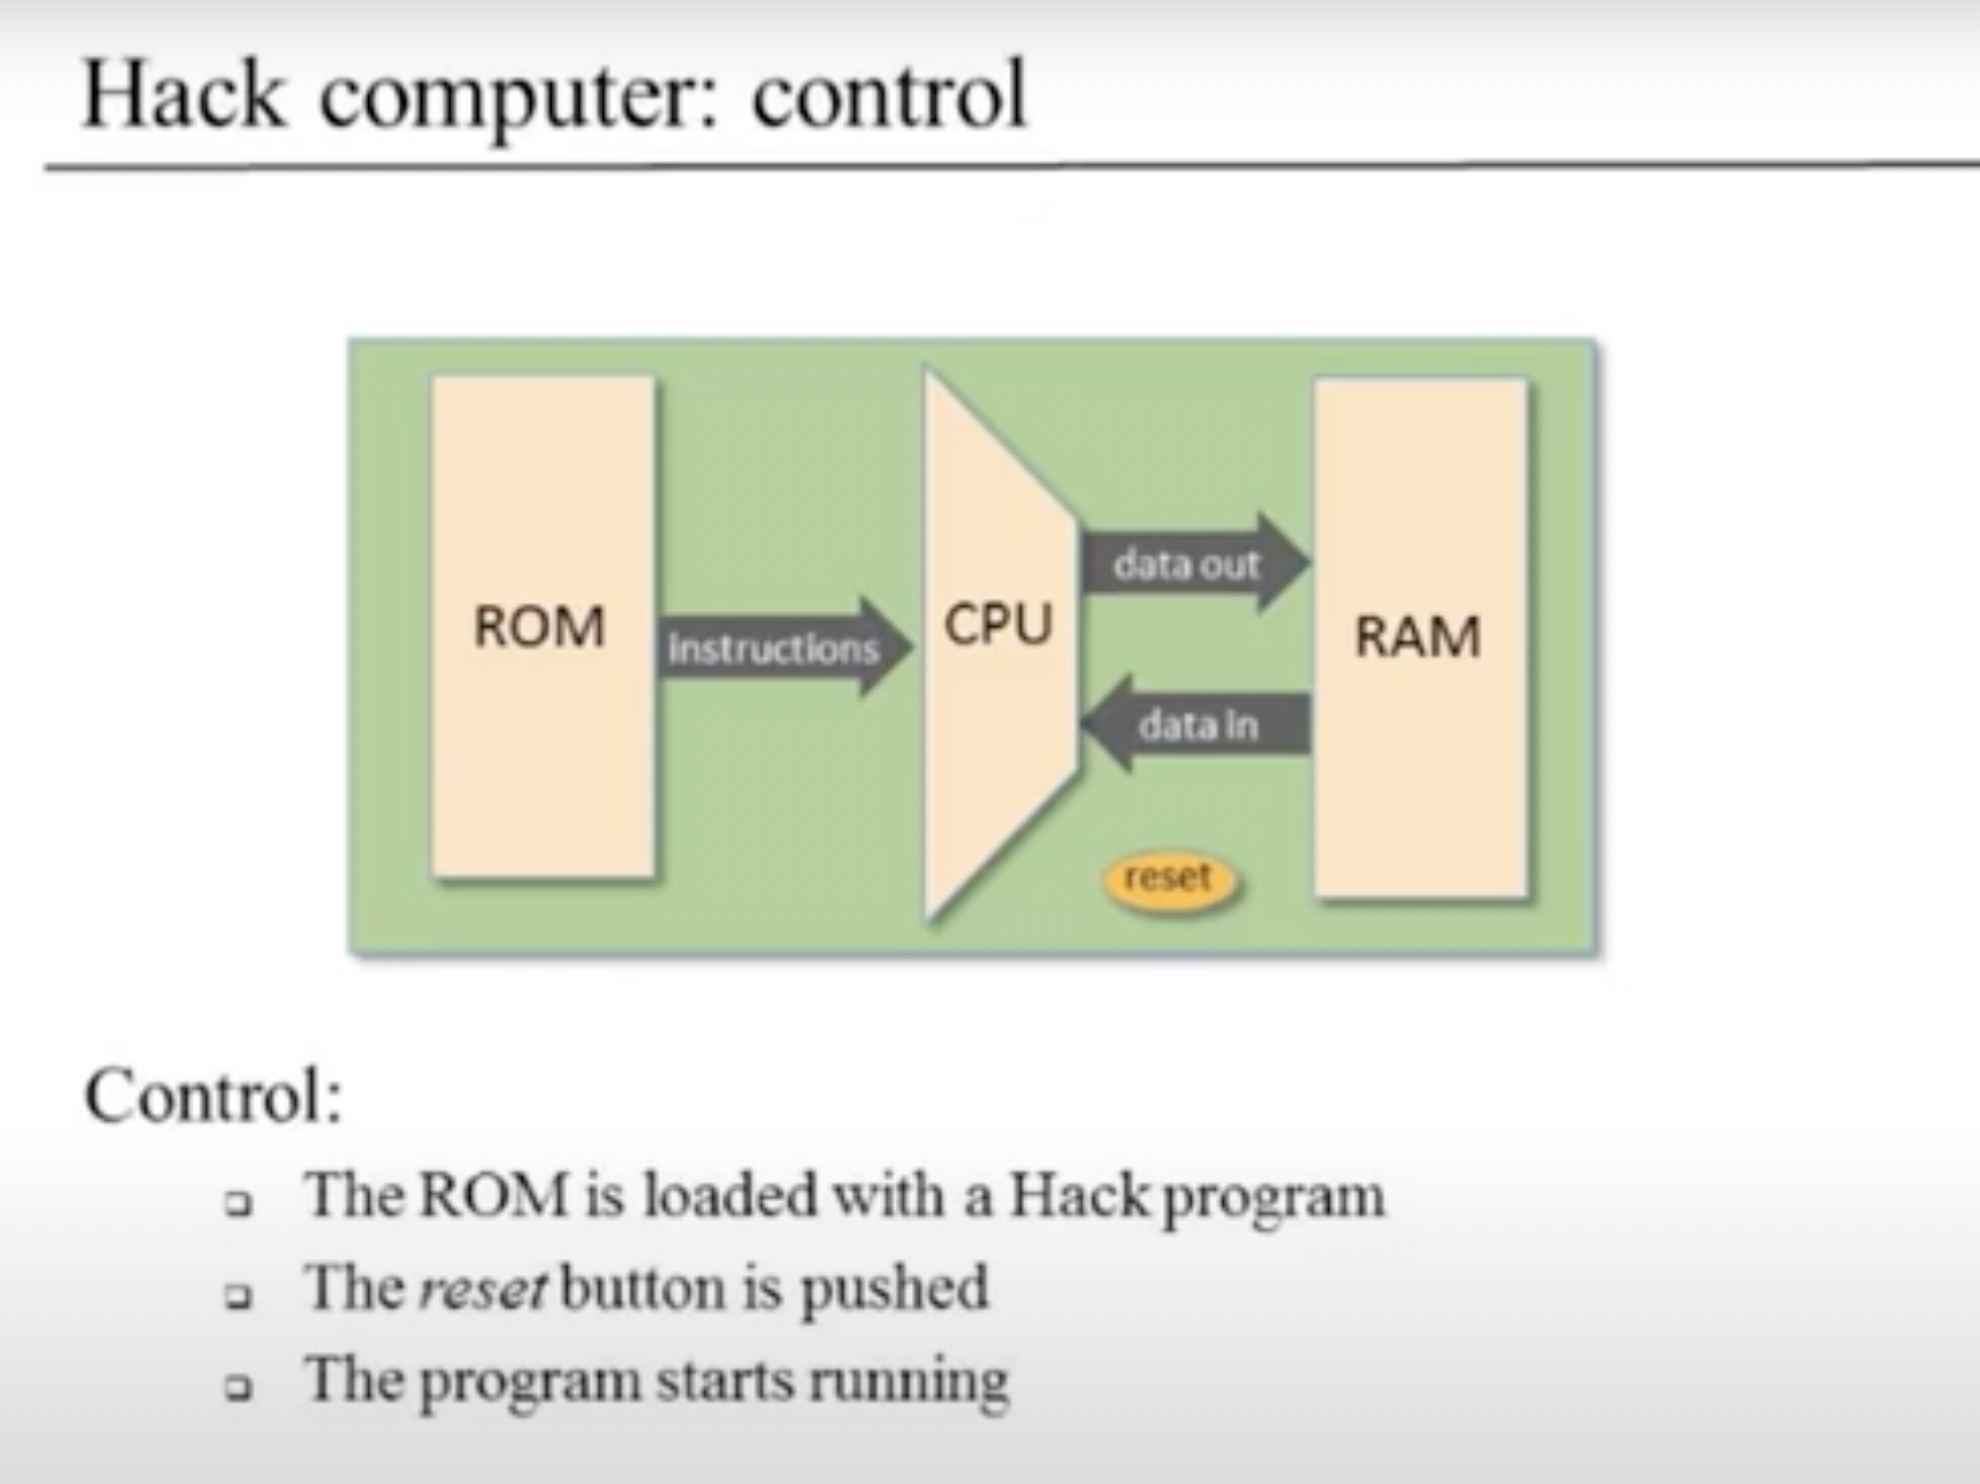 Hack computer: control
ROM
instructions
CPU
data out
data in
RAM
reset
Control:
The ROM is loaded with a Hack program
The reset button is pushed
The program starts running